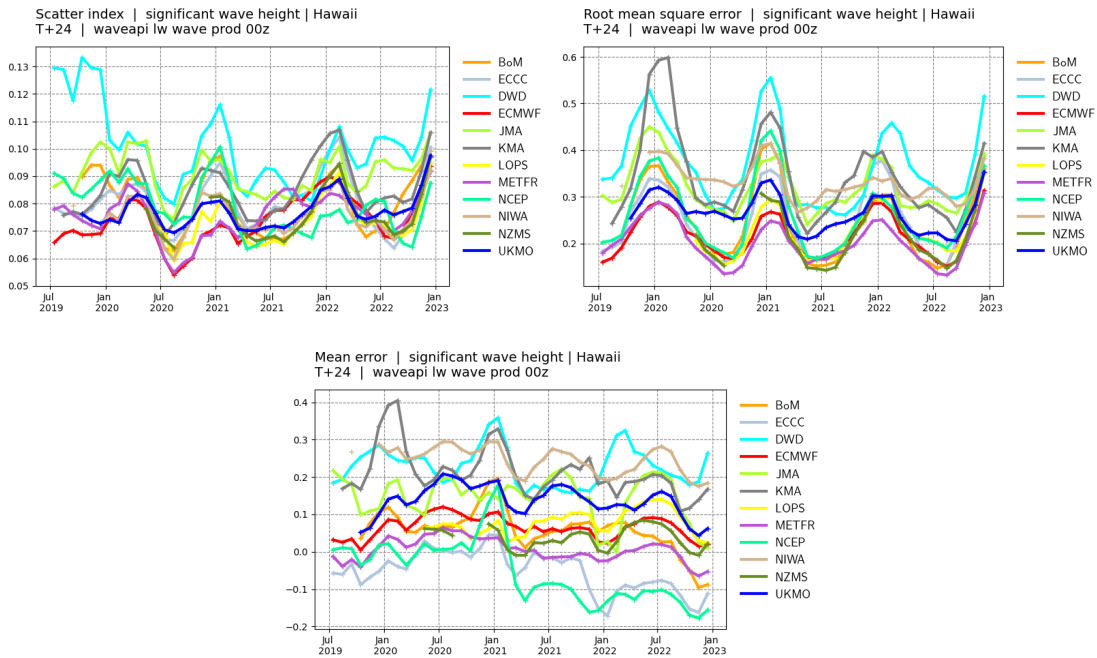 Scatter index | significant wave height | Hawaii
T+24 | waveapi lw wave prod 00z
0.13
0.12
0.11
0.10
0.09
0.08
0.07
0.06
0.05
Jul
2019
Jan
2020
Jul
2020
Jan
2021
Jul
2021
Jan
2022
Jul
2022
Jan
2023
BoM
ECCC
DWD
ECMWF
JMA
KMA
LOPS
METFR
NCEP
NIWA
NZMS
UKMO
Root mean square error | significant wave height | Hawaii
T+24 | waveapi lw wave prod 00z
0.6
0.5
0.4
0.3
0.2
Jul
2019
Jan
2020
Jul
2020
Jan
2021
Jul
2021
Jan
2022
Jul
2022
Jan
2023
BoM
ECCC
DWD
ECMWF
JMA
KMA
LOPS
METFR
NCEP
NIWA
NZMS
UKMO
Mean error | significant wave height | Hawaii
T+24 | waveapi lw wave prod 00z
0.4
0.3
0.2
0.1
0.0
−0.1
−0.2
Jul
2019
Jan
2020
Jul
2020
Jan
2021
Jul
2021
Jan
2022
Jul
2022
Jan
2023
BoM
ECCC
DWD
ECMWF
JMA
KMA
LOPS
METFR
NCEP
NIWA
NZMS
UKMO